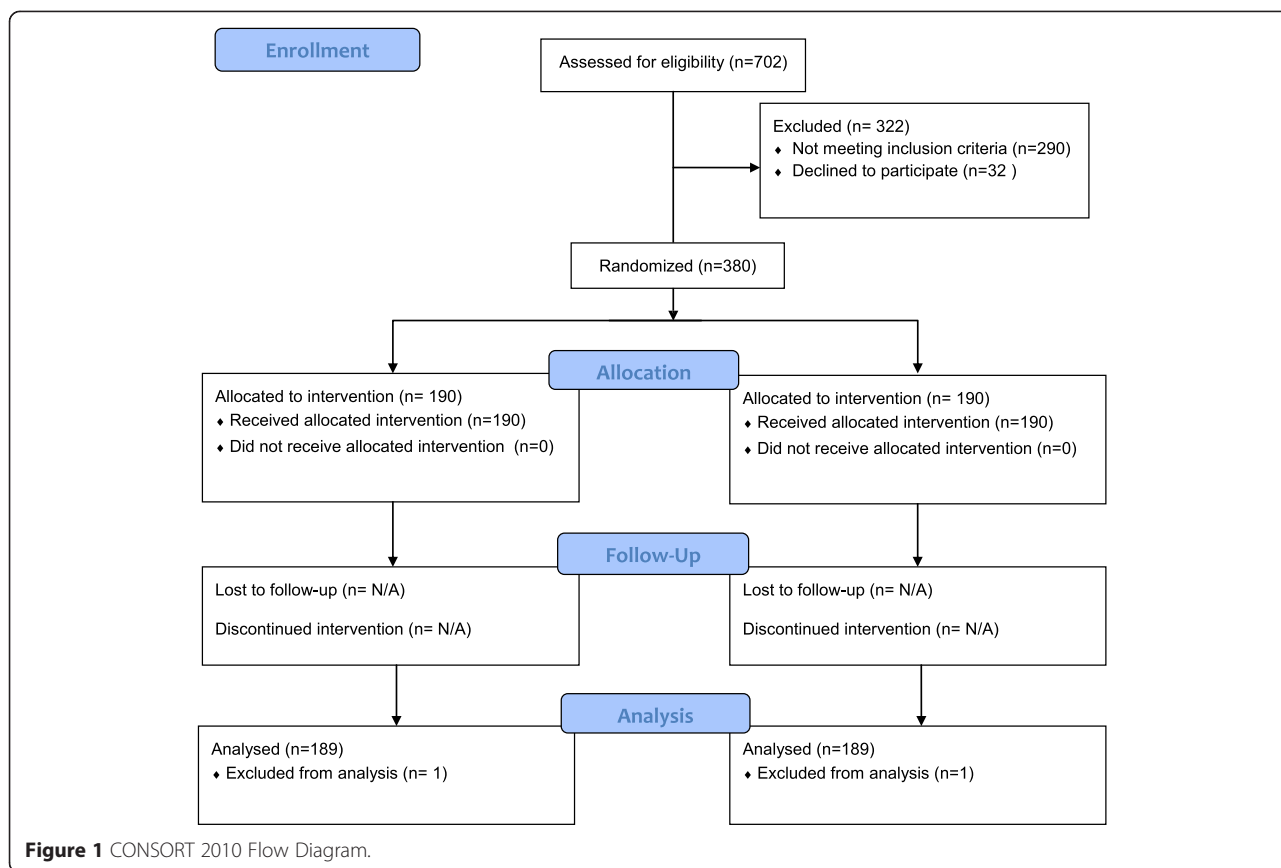 Enrollment
Assessed for eligibility (n=702)
Excluded (n= 322)
♦ Not meeting inclusion criteria (n=290)
♦ Declined to participate (n=32 )
Randomized (n=380)
Allocation
Allocated to intervention (n= 190)
♦ Received allocated intervention (n=190)
♦ Did not receive allocated intervention (n=0)
Allocated to intervention (n= 190)
♦ Received allocated intervention (n=190)
♦ Did not receive allocated intervention (n=0)
Follow-Up
Lost to follow-up (n= N/A)
Discontinued intervention (n= N/A)
Lost to follow-up (n= N/A)
Discontinued intervention (n= N/A)
Analysis
Analysed (n=189)
♦ Excluded from analysis (n= 1)
Analysed (n=189)
♦ Excluded from analysis (n=1)
Figure 1 CONSORT 2010 Flow Diagram.